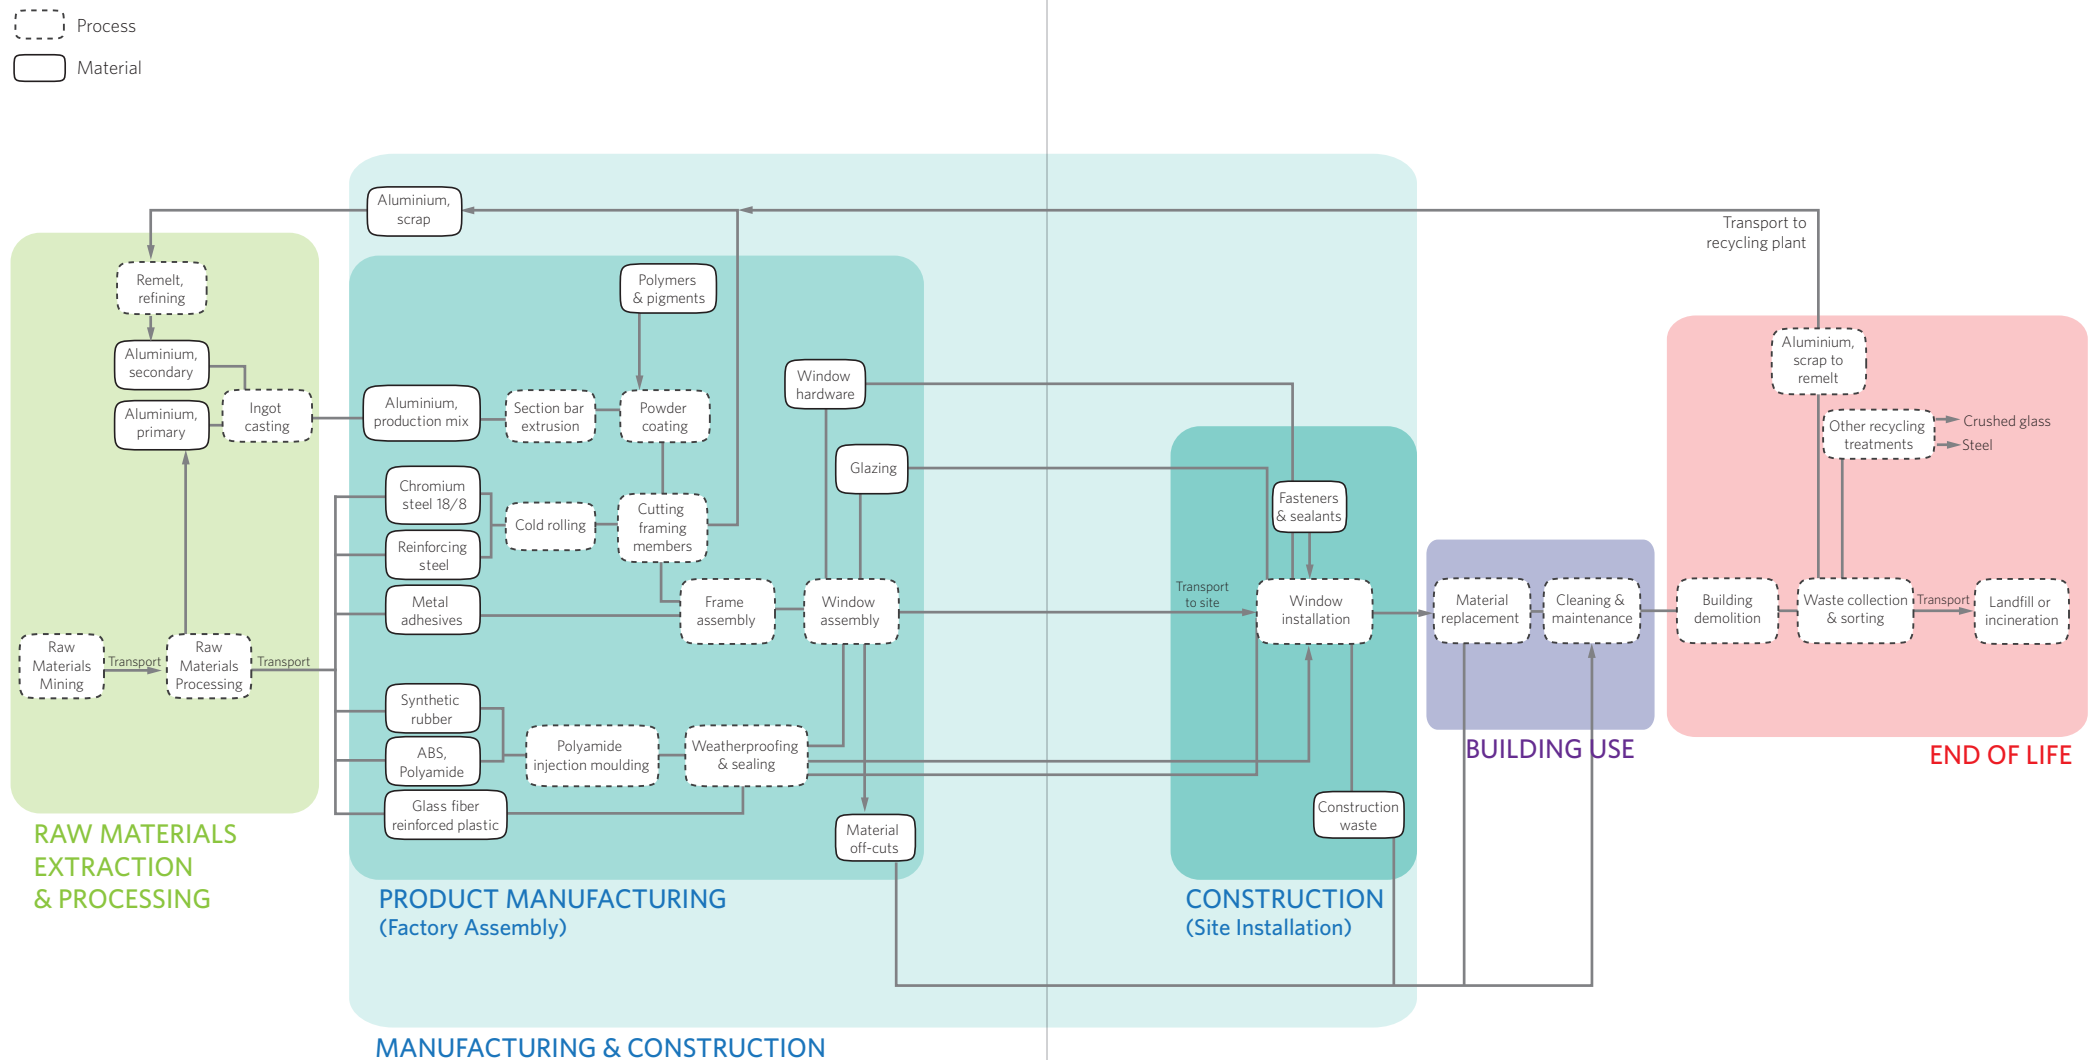 Process
Material
Aluminium,
scrap
Transport to
recycling plant
Remelt,
refining
Aluminium,
secondary
Aluminium,
primary
Ingot
casting
Raw
Materials
Mining
Transport
Raw
Materials
Processing
Transport
RAW MATERIALS
EXTRACTION
& PROCESSING
Polymers
& pigments
Aluminium,
production mix
Section bar
extrusion
Powder
coating
Chromium
steel 18/8
Reinforcing
steel
Cold rolling
Cutting
framing
members
Metal
adhesives
Frame
assembly
Window
assembly
Window
hardware
Glazing
Synthetic
rubber
ABS,
Polyamide
Glass fiber
reinforced plastic
Polyamide
injection moulding
Weatherproofing
& sealing
Material
off-cuts
PRODUCT MANUFACTURING
(Factory Assembly)
Transport
to site
Fasteners
& sealants
Window
installation
Construction
waste
CONSTRUCTION
(Site Installation)
MANUFACTURING & CONSTRUCTION
Material
replacement
Cleaning &
maintenance
BUILDING USE
Aluminium,
scrap to
remelt
Other recycling
treatments
Crushed glass
Steel
Building
demolition
Waste collection
& sorting
Transport
Landfill or
incineration
END OF LIFE